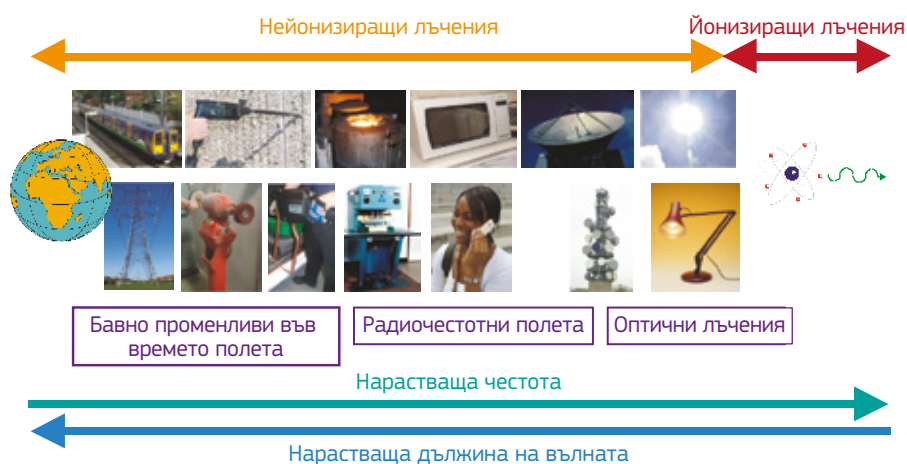 Нейонизиращи лъчения
Йонизиращи лъчения
Бавно променливи във
времето полета
Радиочестотни полета
Оптични лъчения
Нарастваща честота
Нарастваща дължина на вълната